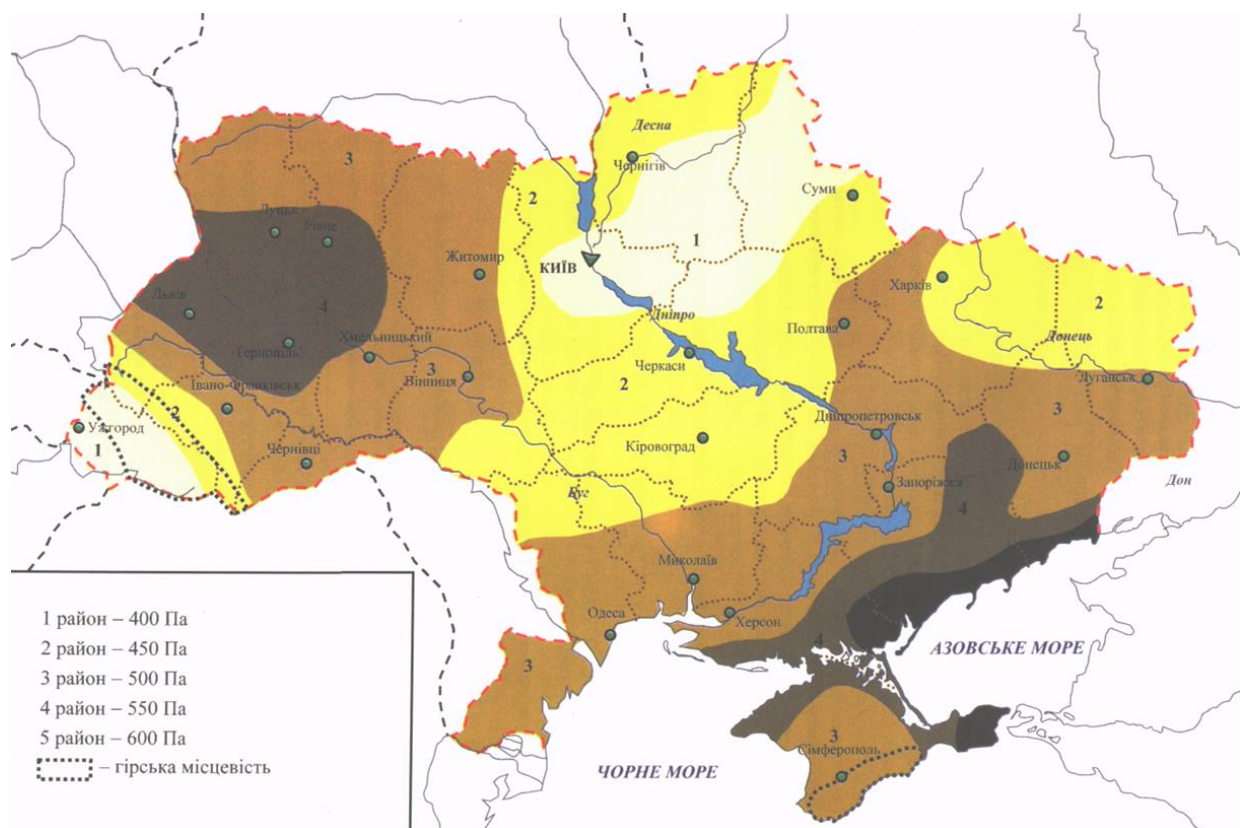 3
Десна
Чернігів
2
Суми
Луцьк
Рівне
1
Житомир
КИЇВ
Харків
2
Львів
4
Дніпро
Полтава
Донець
Тернопіль
Хмельницький
Черкаси
3
Вінниця
Луганськ
Івано-Франківськ
2
2
3
Ужгород
Дніпропетровськ
Кіровоград
1
Чернівці
3
Донецьк
Запоріжжя
Дон
Буг
4
Миколаїв
Одеса
Херсон
4
АЗОВСЬКЕ МОРЕ
3
3
Сімферополь
ЧОРНЕ МОРЕ
1 район – 400 Па
2 район – 450 Па
3 район – 500 Па
4 район – 550 Па
5 район – 600 Па
– гірська місцевість